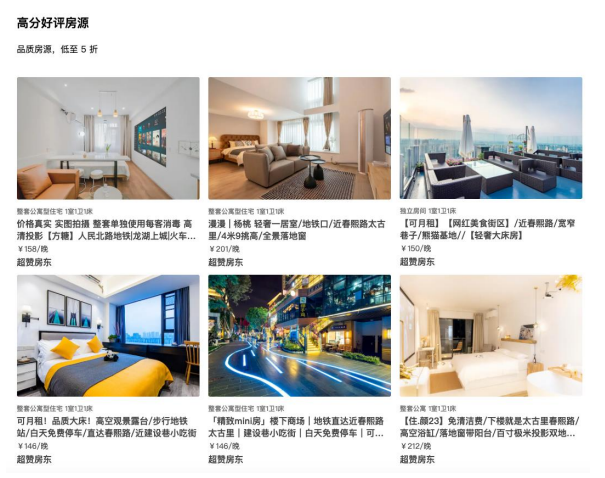 高分好评房源
品质房源，低至 5 折
整套公寓型住宅 1室1卫1床
价格真实 实图拍摄 整套单独使用每客消毒 高
清投影【方糖】人民北路地铁|龙湖上城|火车…
￥158/晚
超赞房东
整套公寓型住宅 1室1卫1床
漫漫 | 杨桃 轻奢一居室/地铁口/近春熙路太古
里/4米9挑高/全景落地窗
￥201/晚
超赞房东
独立房间 1室1卫1床
【可月租】【网红美食街区】/近春熙路/宽窄
巷子/熊猫基地//【轻奢大床房】
￥150/晚
超赞房东
整套公寓型住宅 1室1卫1床
可月租！品质大床！高空观景露台/步行地铁
站/白天免费停车/直达春熙路/近建设巷小吃街
￥146/晚
超赞房东
整套公寓型住宅 1室1卫1床
「精致mini房」楼下商场｜地铁直达近春熙路
太古里｜建设巷小吃街｜白天免费停车｜可…
￥146/晚
超赞房东
整套公寓 1室1卫1床
【住.颜23】免清洁费/下楼就是太古里春熙路/
高空浴缸/落地窗带阳台/百寸极米投影双地…
￥212/晚
超赞房东